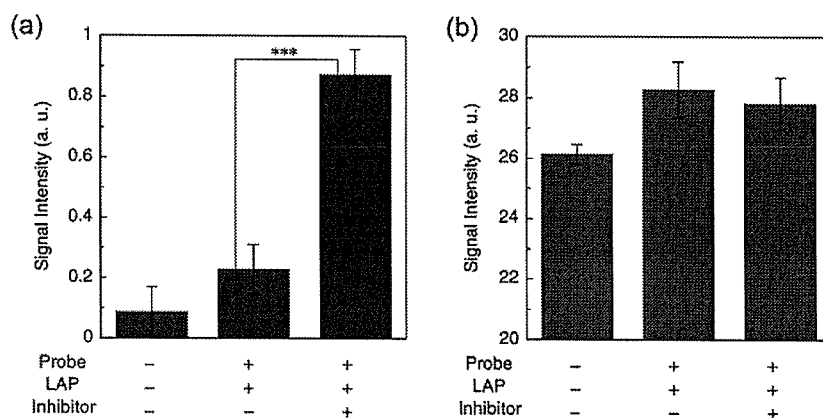 (a)
***
Signal Intensity (a. u.)
1
0.8
0.6
0.4
0.2
0
Probe − + +
LAP − + +
Inhibitor − − +
(b)
Signal Intensity (a. u.)
30
28
26
24
22
20
Probe − + +
LAP − + +
Inhibitor − − +